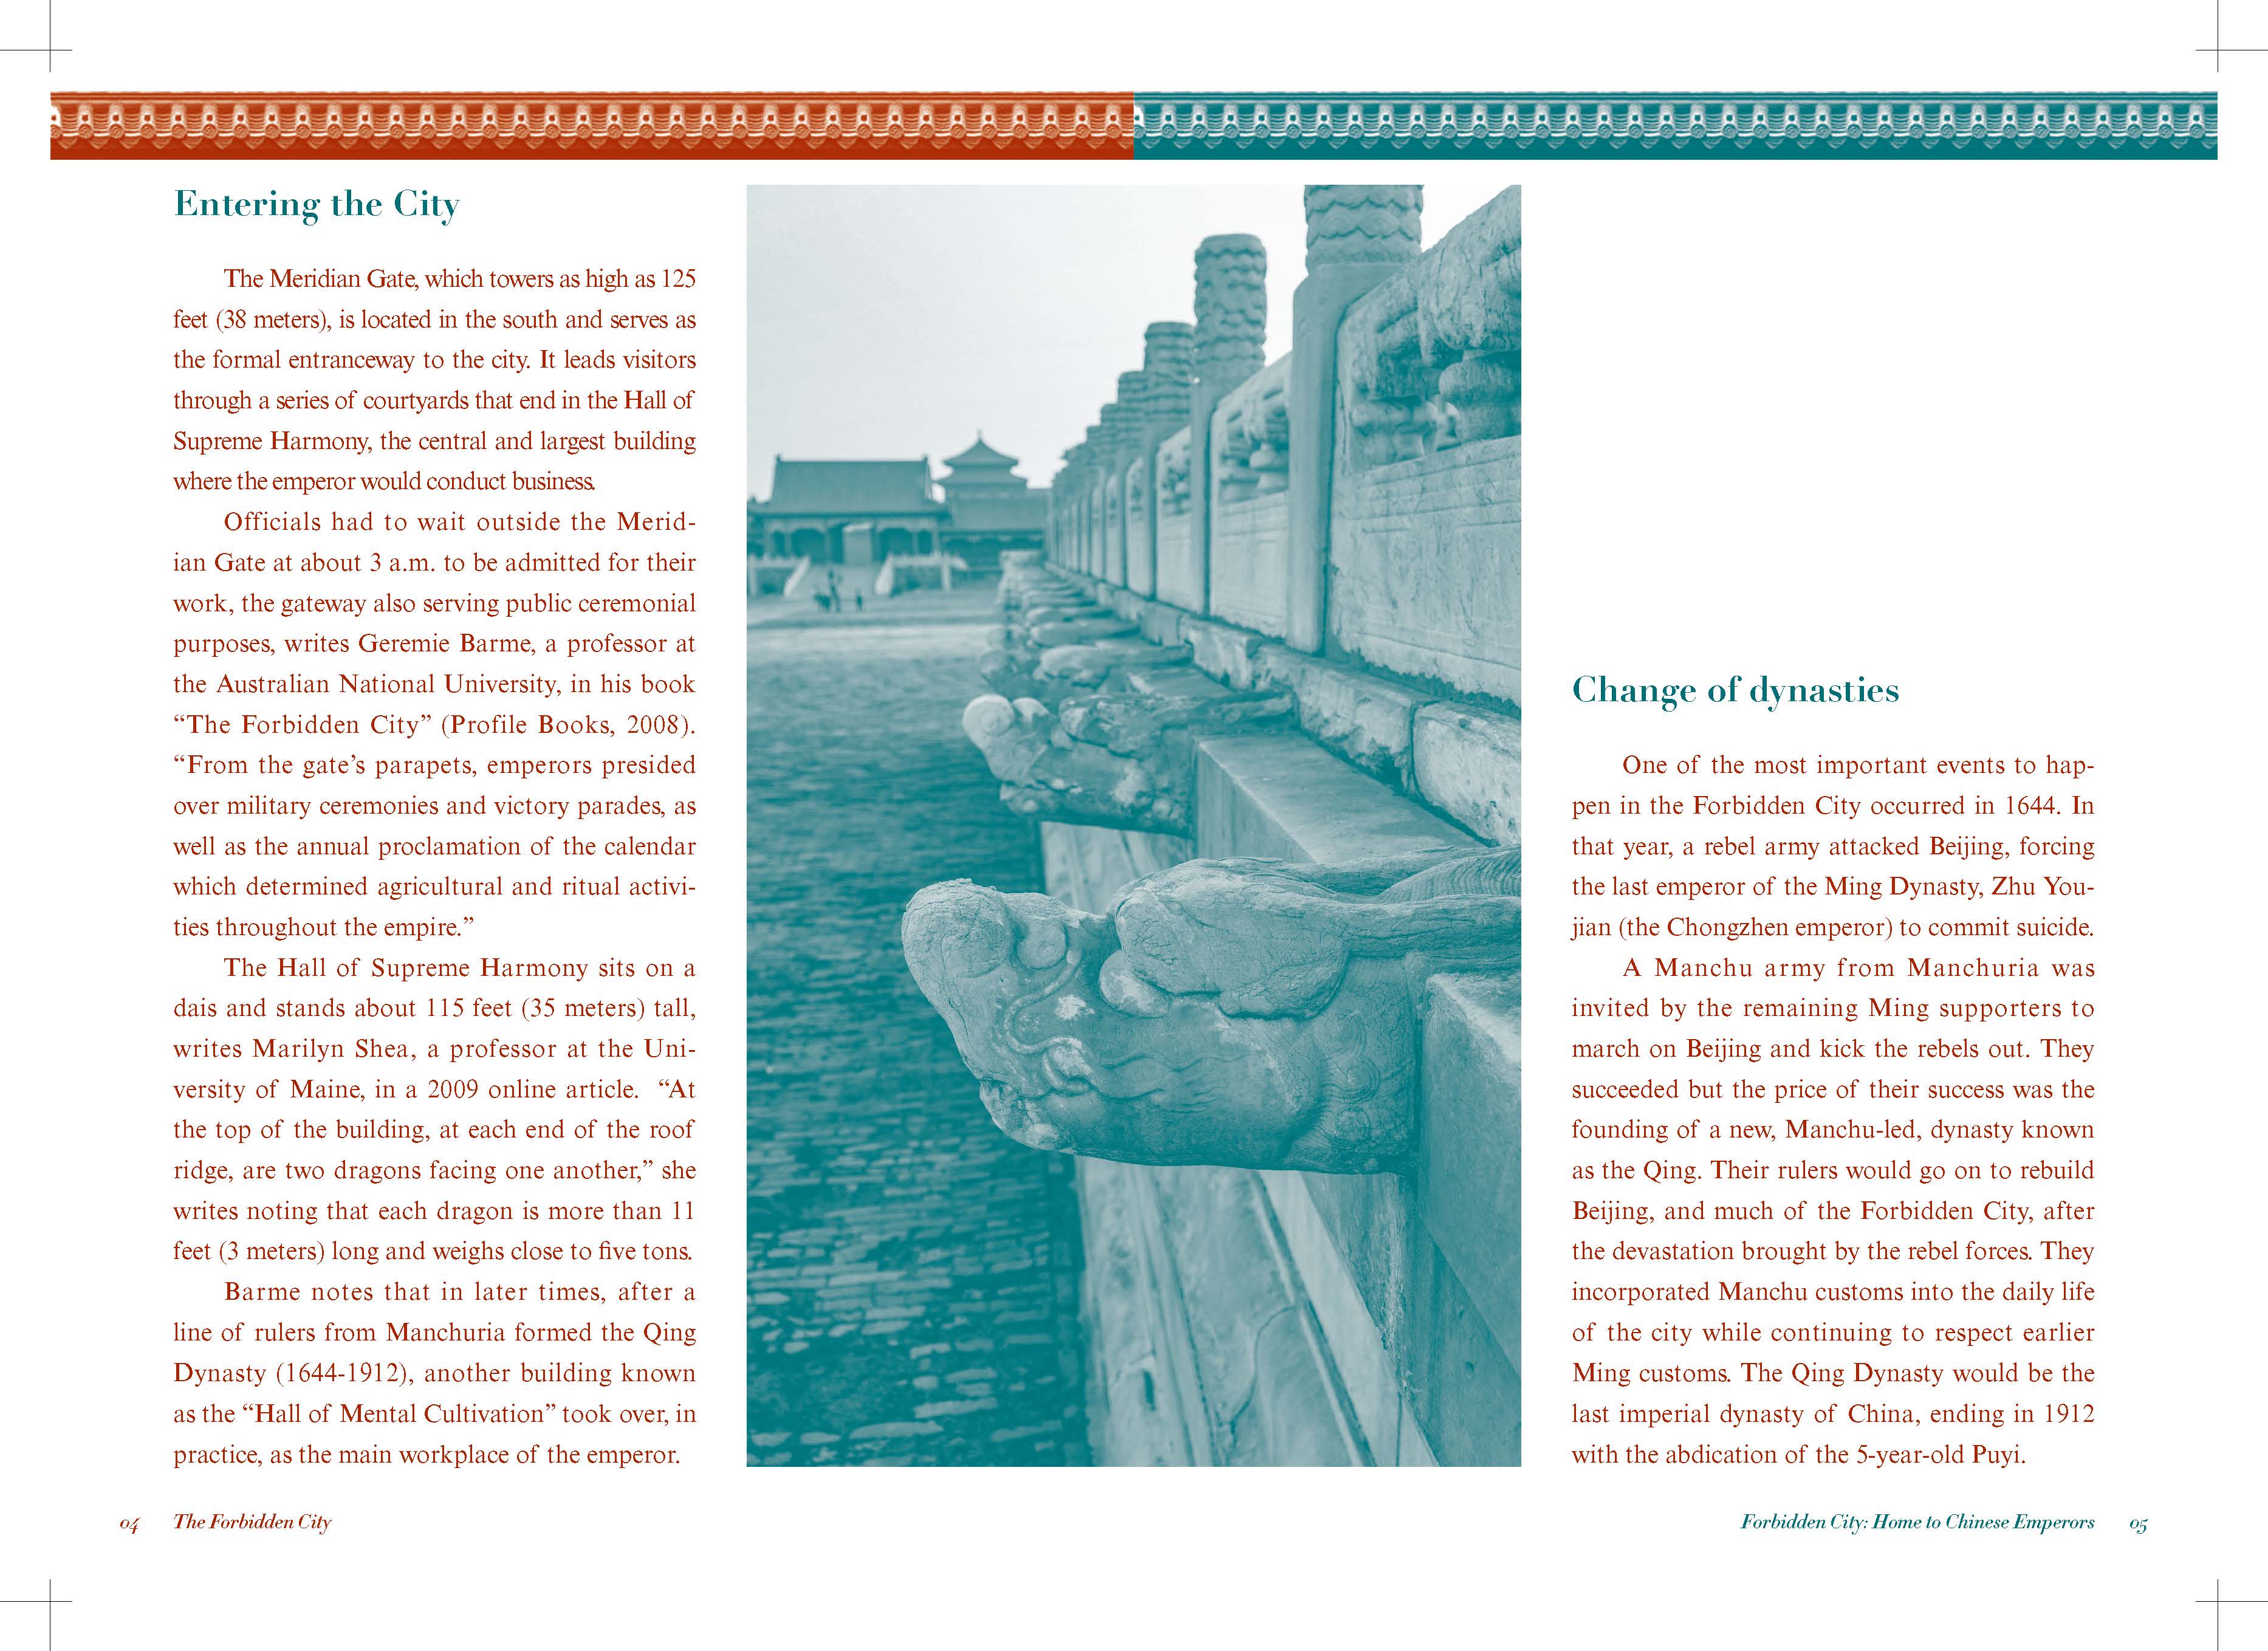 Entering the City
The Meridian Gate, which towers as high as 125
feet (38 meters), is located in the south and serves as
the formal entranceway to the city. It leads visitors
through a series of courtyards that end in the Hall of
Supreme Harmony, the central and largest building
where the emperor would conduct business.
Officials had to wait outside the Merid-
ian Gate at about 3 a.m. to be admitted for their
work, the gateway also serving public ceremonial
purposes, writes Geremie Barme, a professor at
the Australian National University, in his book
“The Forbidden City” (Profile Books, 2008).
“From the gate’s parapets, emperors presided
over military ceremonies and victory parades, as
well as the annual proclamation of the calendar
which determined agricultural and ritual activi-
ties throughout the empire.”
The Hall of Supreme Harmony sits on a
dais and stands about 115 feet (35 meters) tall,
writes Marilyn Shea, a professor at the Uni-
versity of Maine, in a 2009 online article. “At
the top of the building, at each end of the roof
ridge, are two dragons facing one another,” she
writes noting that each dragon is more than 11
feet (3 meters) long and weighs close to five tons.
Barme notes that in later times, after a
line of rulers from Manchuria formed the Qing
Dynasty (1644-1912), another building known
as the “Hall of Mental Cultivation” took over, in
practice, as the main workplace of the emperor.
Change of dynasties
One of the most important events to hap-
pen in the Forbidden City occurred in 1644. In
that year, a rebel army attacked Beijing, forcing
the last emperor of the Ming Dynasty, Zhu You-
jian (the Chongzhen emperor) to commit suicide.
A Manchu army from Manchuria was
invited by the remaining Ming supporters to
march on Beijing and kick the rebels out. They
succeeded but the price of their success was the
founding of a new, Manchu-led, dynasty known
as the Qing. Their rulers would go on to rebuild
Beijing, and much of the Forbidden City, after
the devastation brought by the rebel forces. They
incorporated Manchu customs into the daily life
of the city while continuing to respect earlier
Ming customs. The Qing Dynasty would be the
last imperial dynasty of China, ending in 1912
with the abdication of the 5-year-old Puyi.
04 The Forbidden City
Forbidden City: Home to Chinese Emperors 05